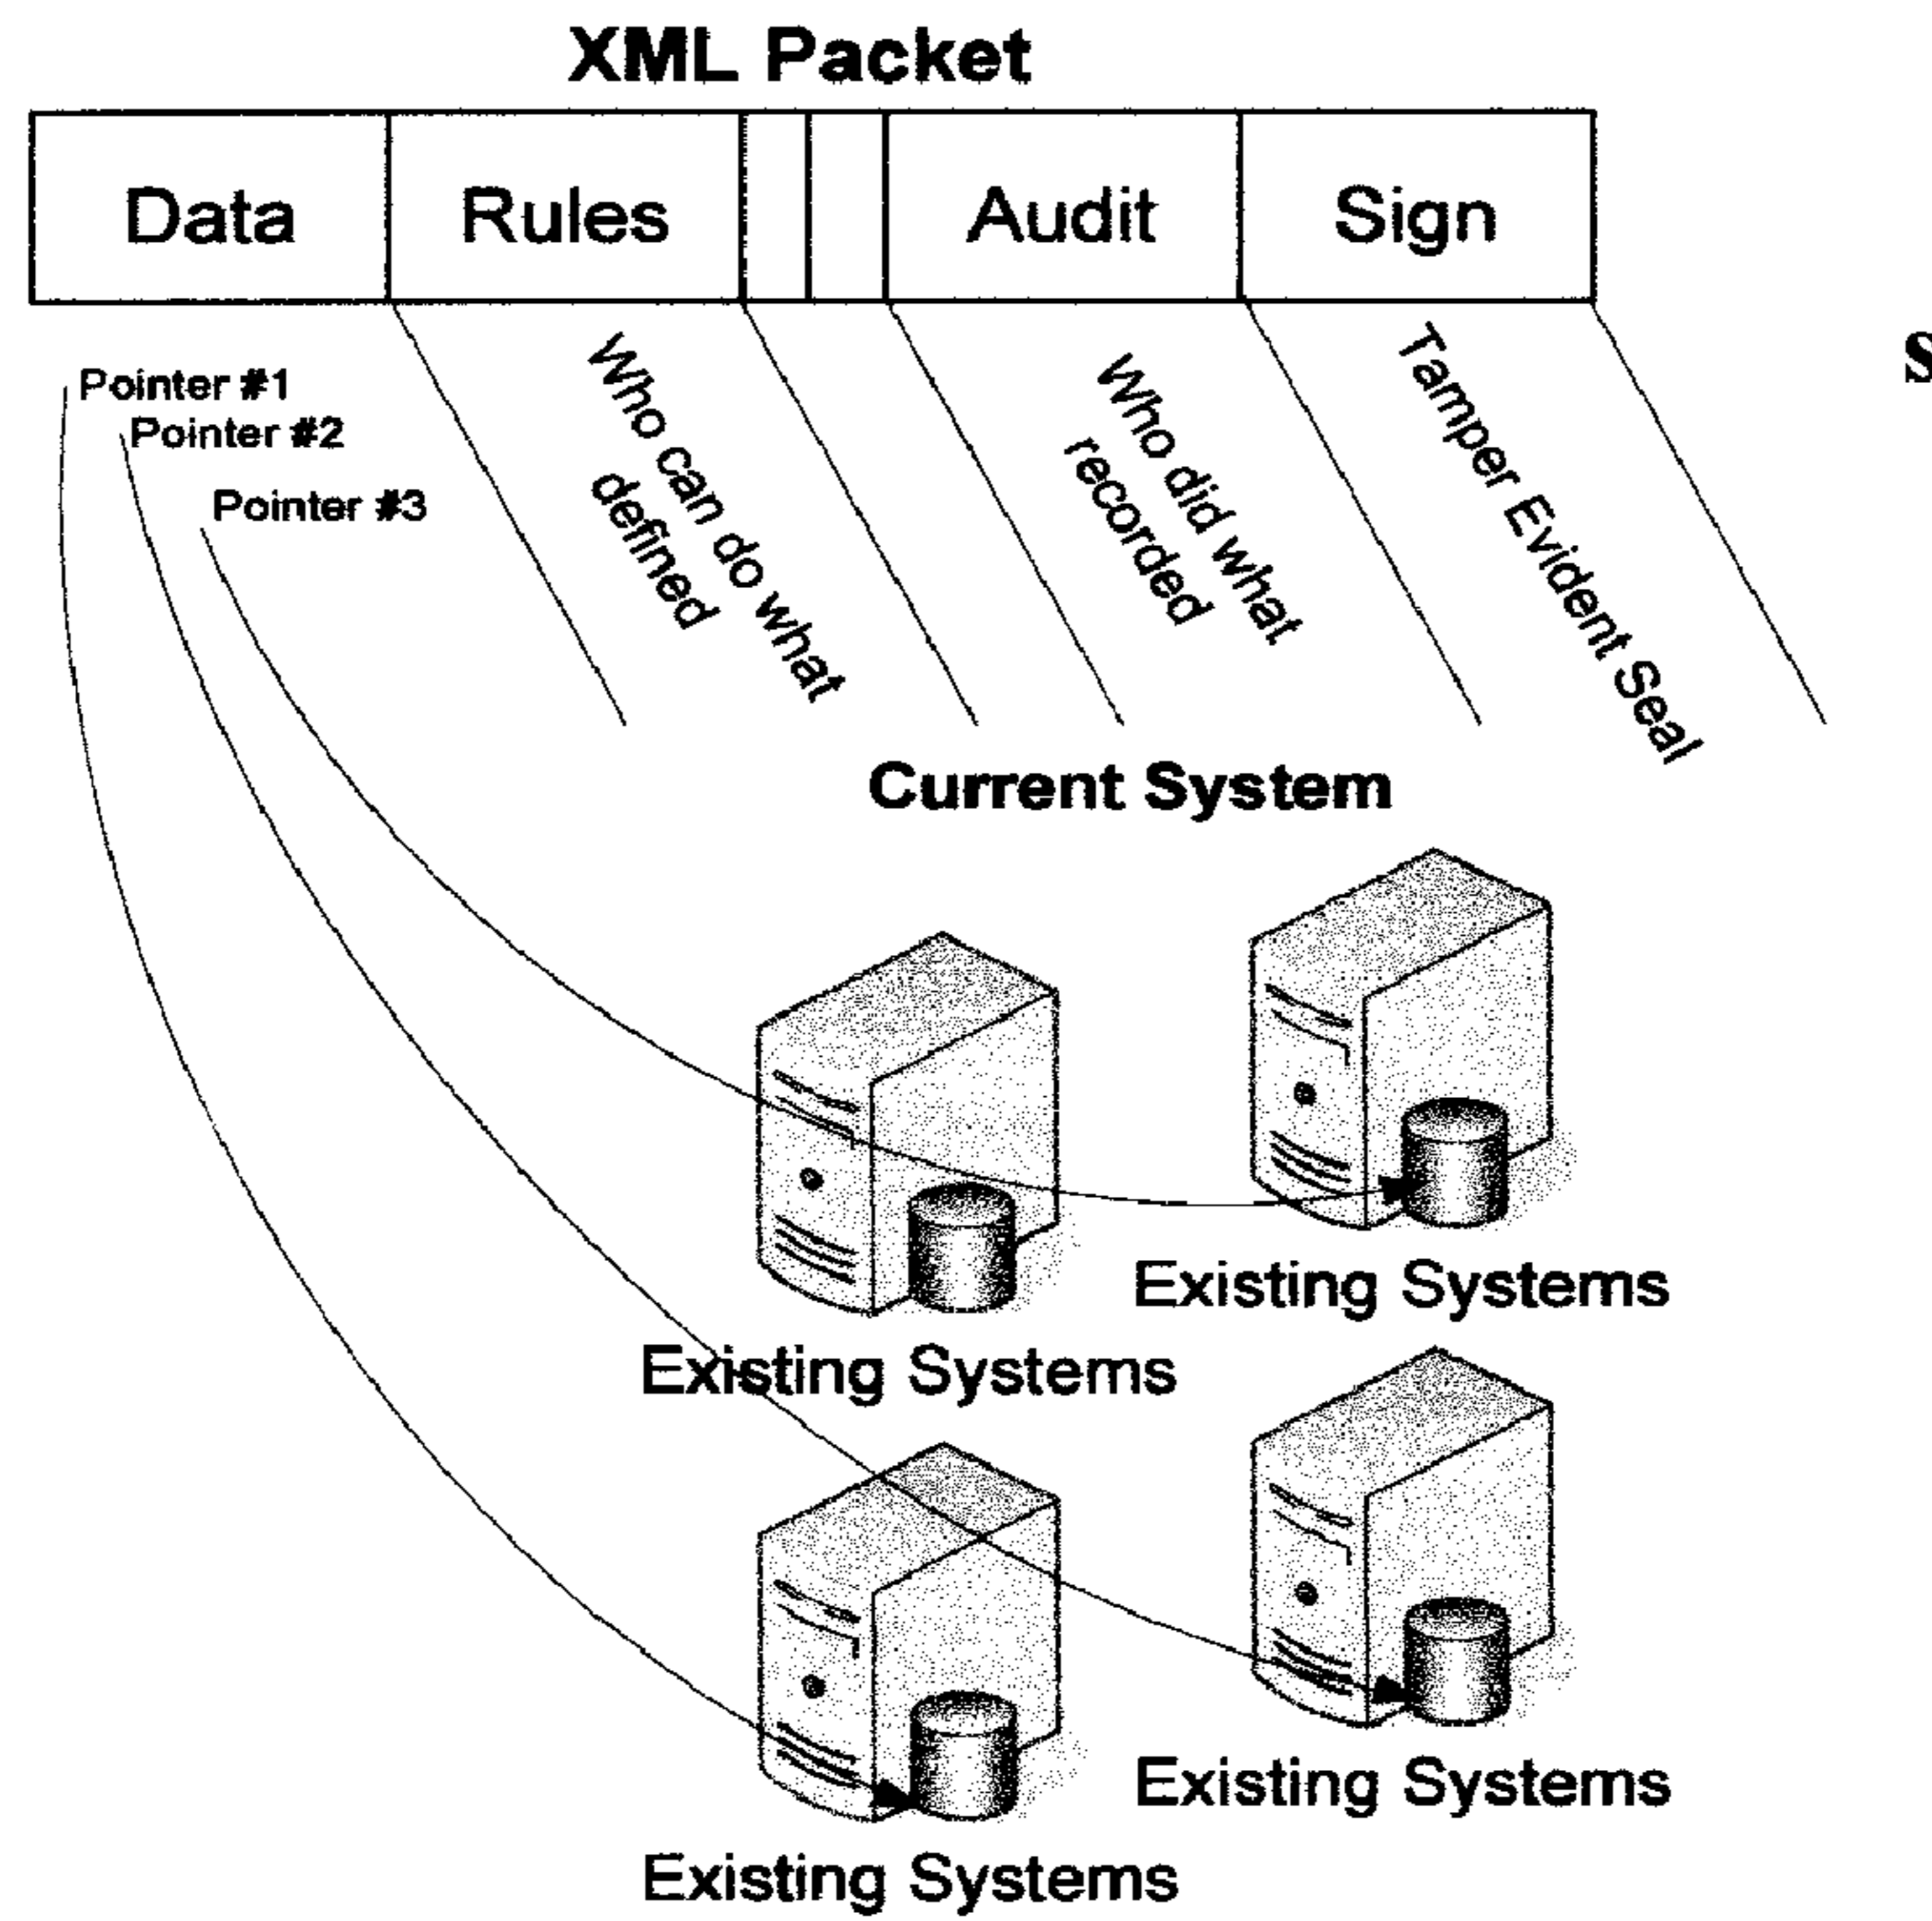 XML Packet
Data Rules Audit Sign
Pointer #1
Pointer #2
Pointer #3
Who can do what
defined
Who did what
recorded
Tamper Evident Seal
S
Current System
Existing Systems
Existing Systems
Existing Systems
Existing Systems